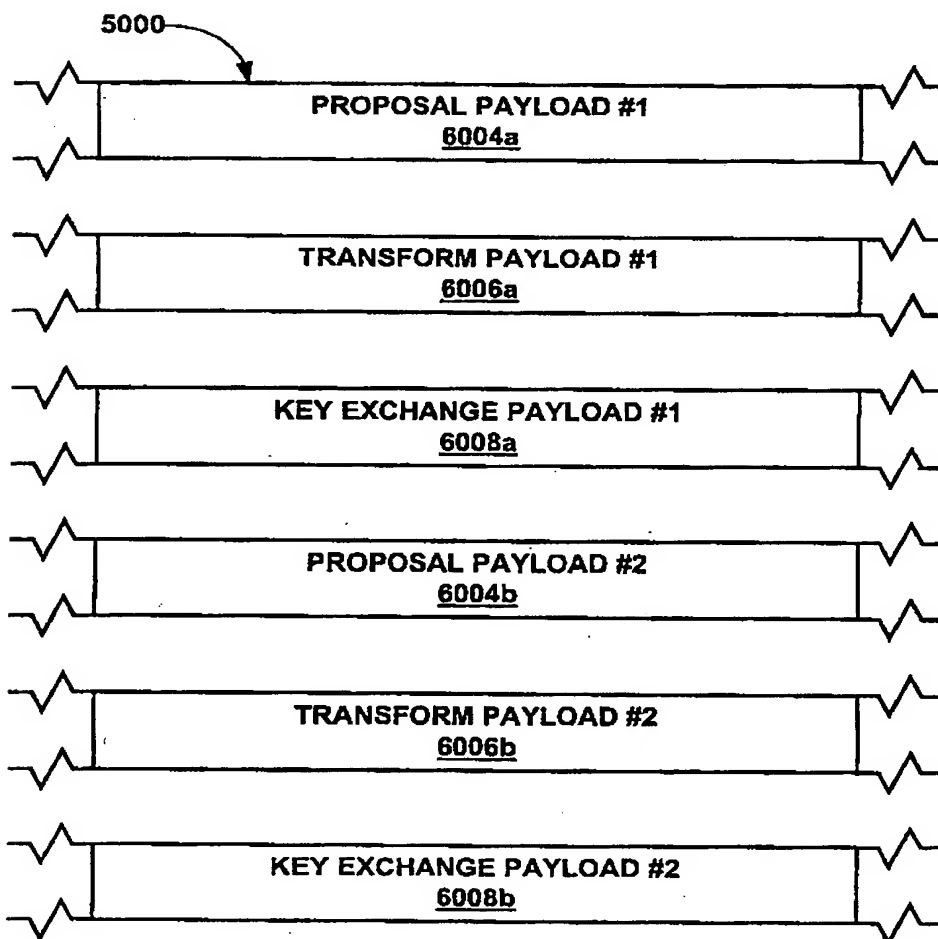 5000
PROPOSAL PAYLOAD #1
6004a
TRANSFORM PAYLOAD #1
6006a
KEY EXCHANGE PAYLOAD #1
6008a
PROPOSAL PAYLOAD #2
6004b
TRANSFORM PAYLOAD #2
6006b
KEY EXCHANGE PAYLOAD #2
6008b